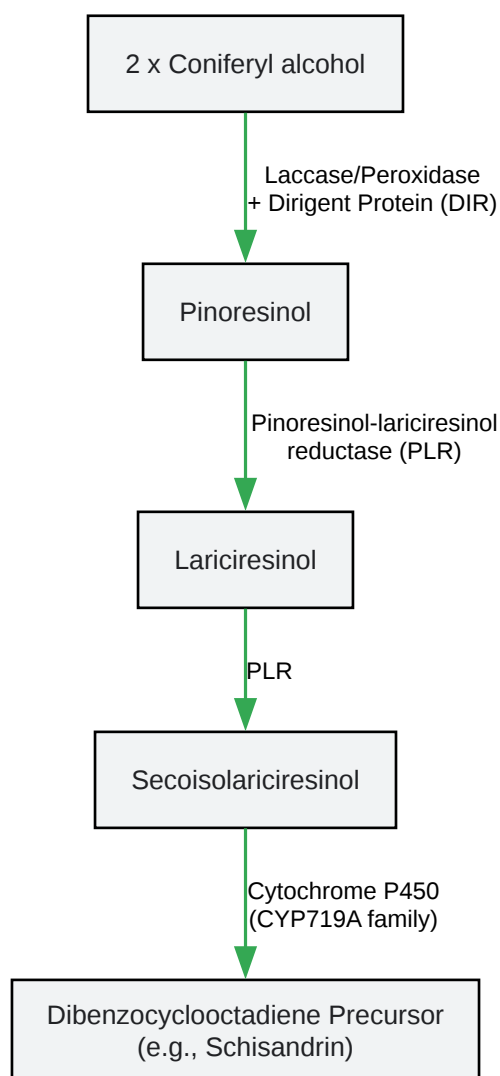 2 x Coniferyl alcohol
Laccase/Peroxidase
+ Dirigent Protein (DIR)
Pinoresinol
Pinoresinol-lariciresinol
reductase (PLR)
Lariciresinol
PLR
Secoisolariciresinol
Cytochrome P450
(CYP719A family)
Dibenzocyclooctadiene Precursor
(e.g., Schisandrin)